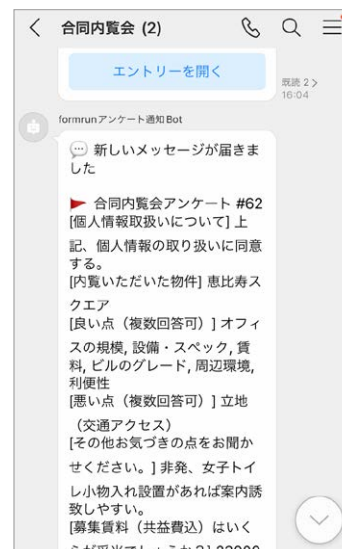 合同内覧会 (2)
エントリーを開く
既読 2 >
16:04
formrunアンケート通知Bot
新しいメッセージが届きま
した
合同内覧会アンケート #62
[個人情報取扱いについて] 上
記、個人情報の取り扱いに同意
する。
[内覧いただいた物件] 恵比寿ス
クエア
[良い点（複数回答可）] オフィ
スの規模, 設備・スペック, 賃
料, ビルのグレード, 周辺環境,
利便性
[悪い点（複数回答可）] 立地
（交通アクセス）
[その他お気づきの点をお聞か
せください。] 非発、女子トイ
レ小物入れ設置があれば案内誘
致しやすい。
[募集賃料（共益費込）はいく